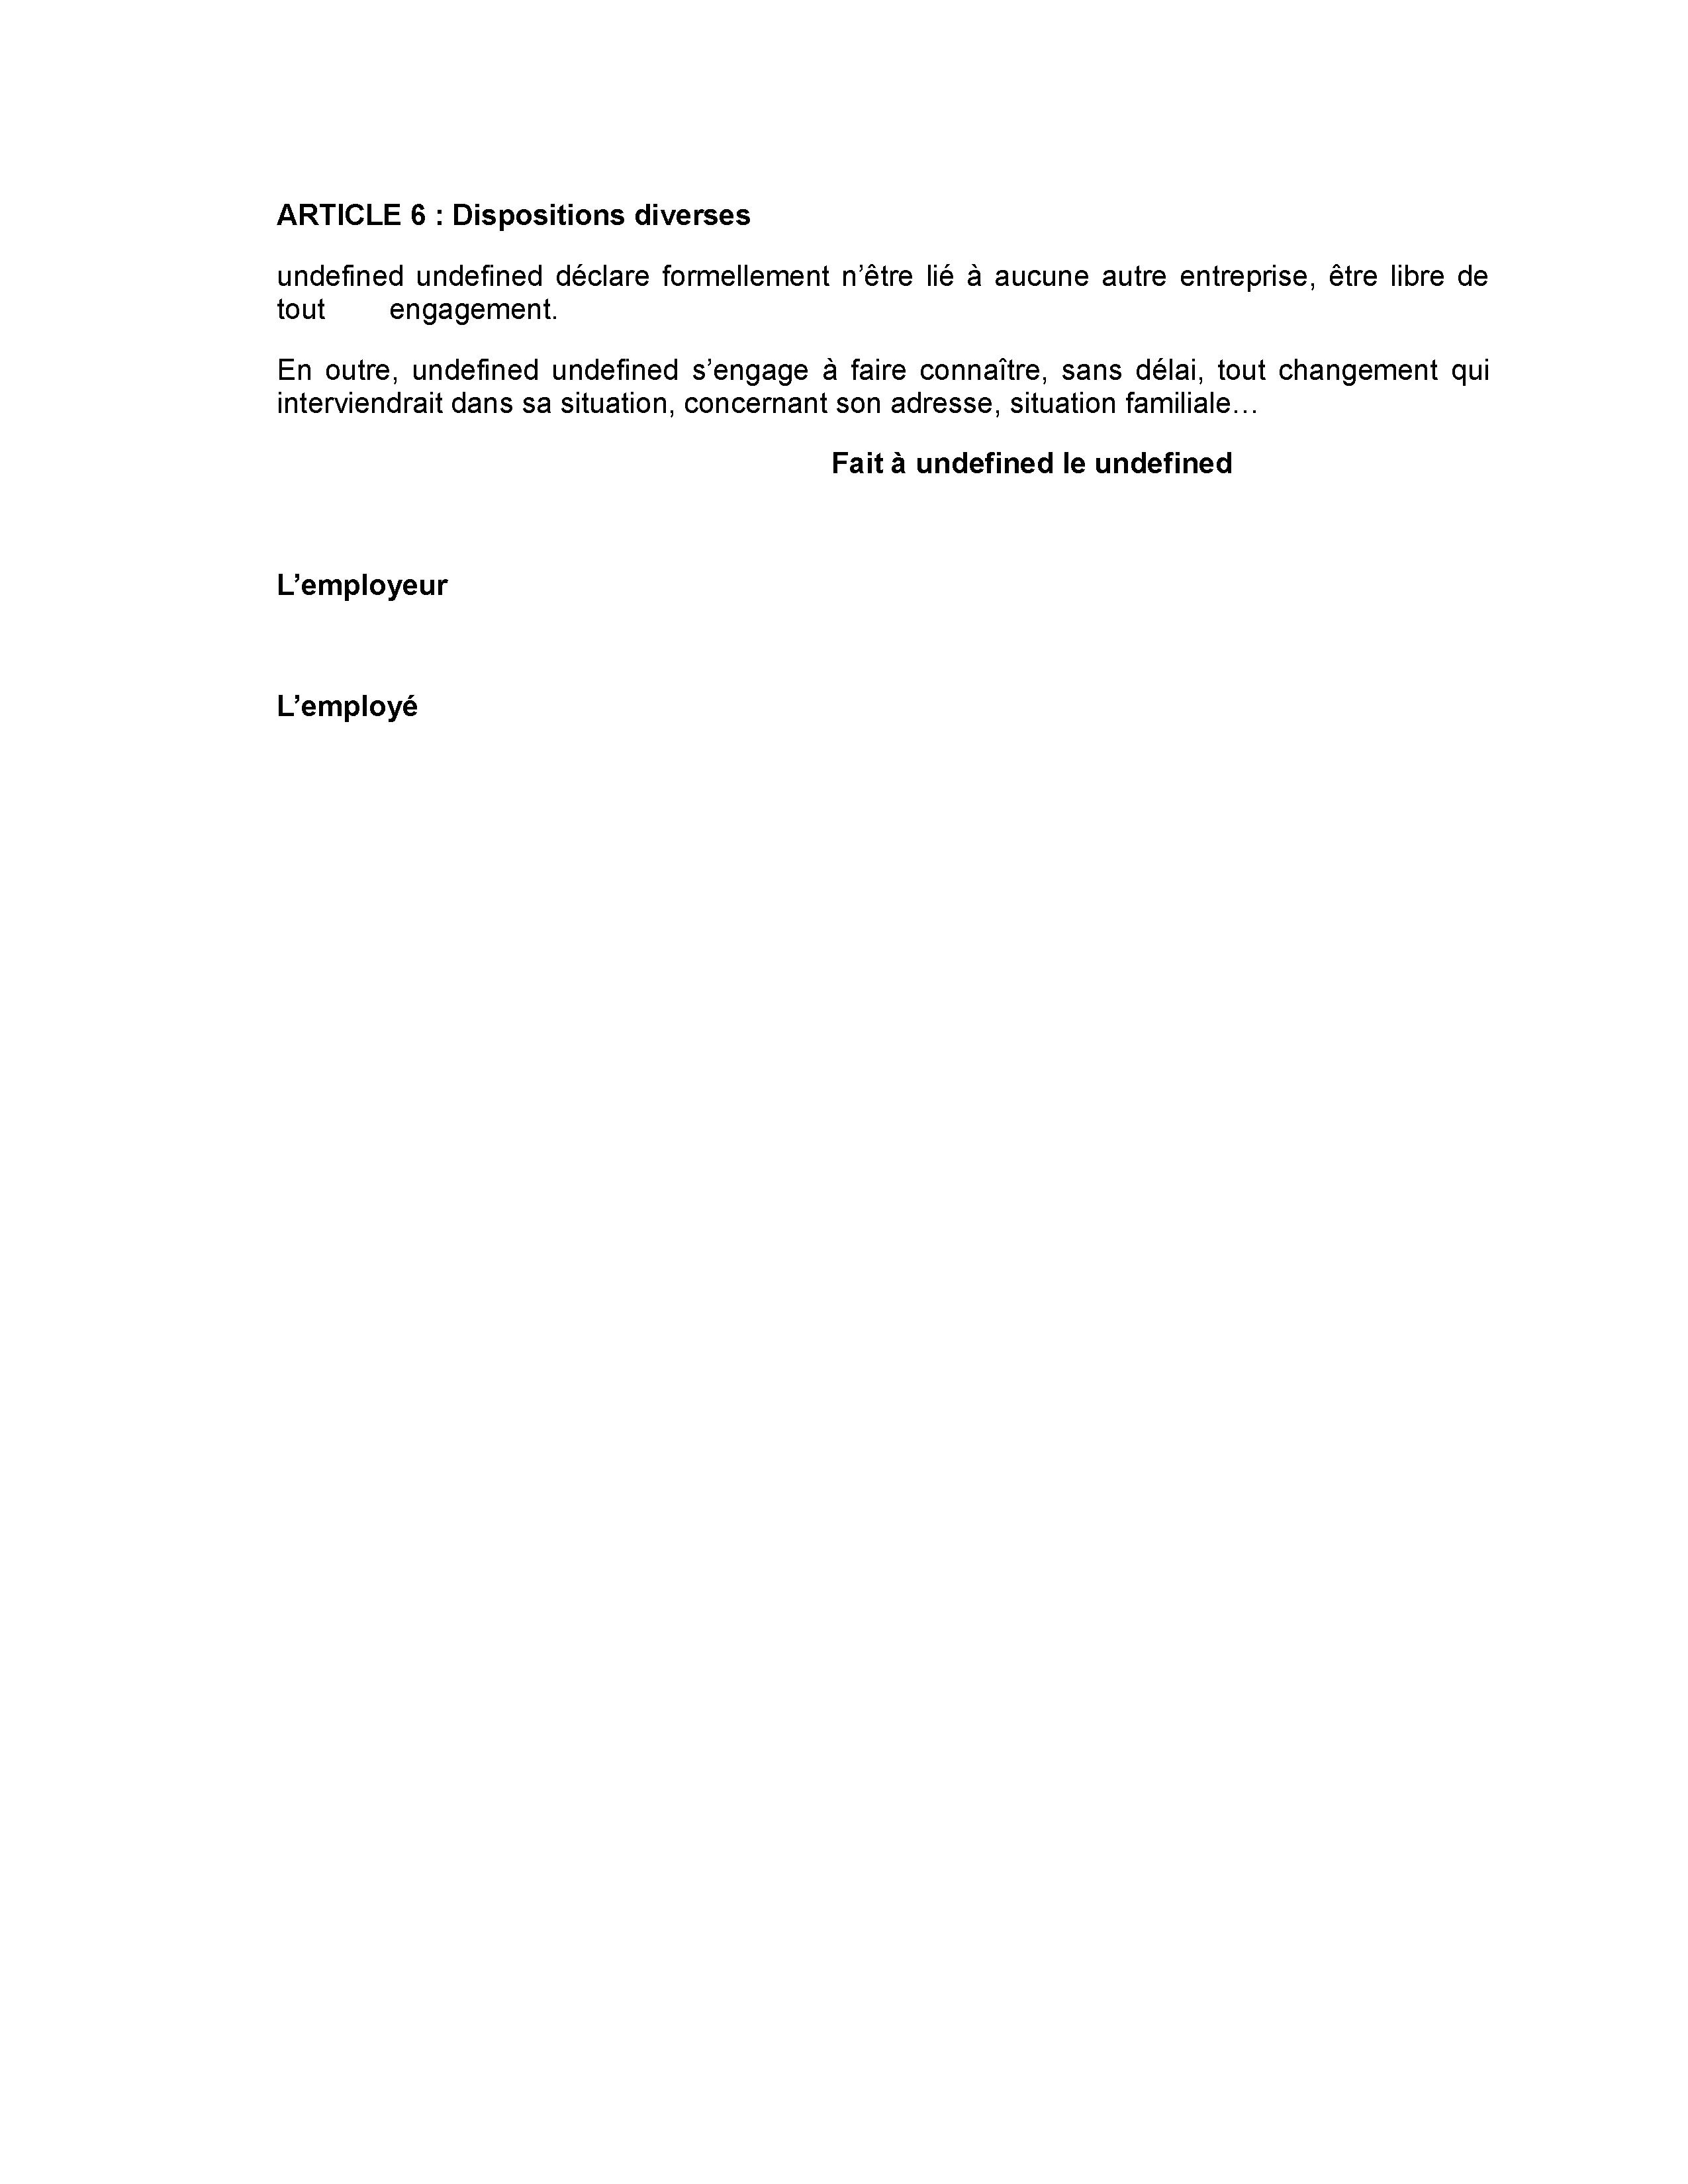 ARTICLE 6 : Dispositions diverses
undefined undefined déclare formellement n’être lié à aucune autre entreprise, être libre de
tout engagement.
En outre, undefined undefined s’engage à faire connaître, sans délai, tout changement qui
interviendrait dans sa situation, concernant son adresse, situation familiale…
Fait à undefined le undefined
L’employeur
L’employé